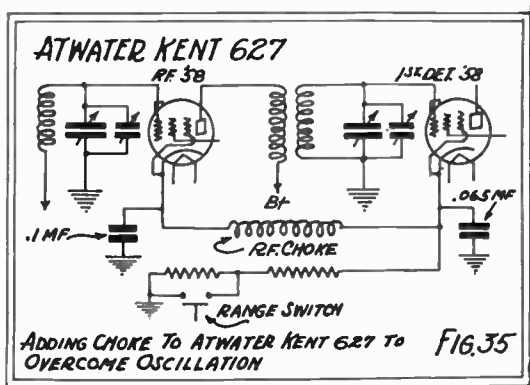 ATWATER KENT 627
RF. '58
1ST. DET. '58
B+
.1 MF
.065 MF
RF. CHOKE
RANGE SWITCH
ADDING CHOKE TO ATWATER KENT 627 TO
OVERCOME OSCILLATION
FIG. 35